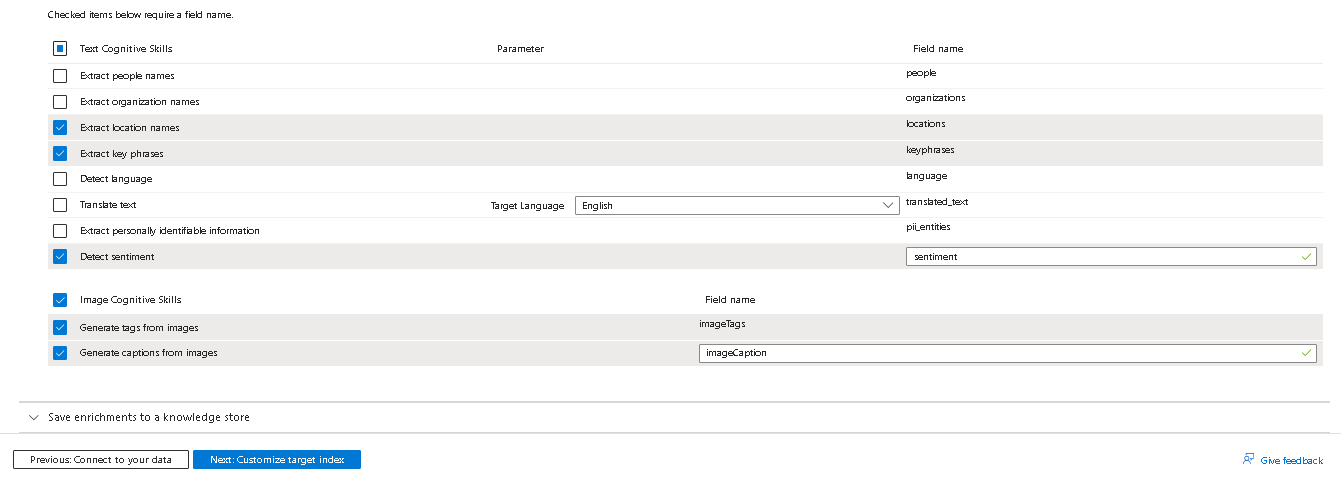 Checked items below require a field name.
Text Cognitive Skills Parameter Field name
Extract people names people
Extract organization names organizations
Extract location names locations
Extract key phrases keyphrases
Detect language language
Translate text Target Language English translated_text
Extract personally identifiable information pii_entities
Detect sentiment sentiment
Image Cognitive Skills Field name
Generate tags from images imageTags
Generate captions from images imageCaption
Save enrichments to a knowledge store
Previous: Connect to your data Next: Customize target index Give feedback